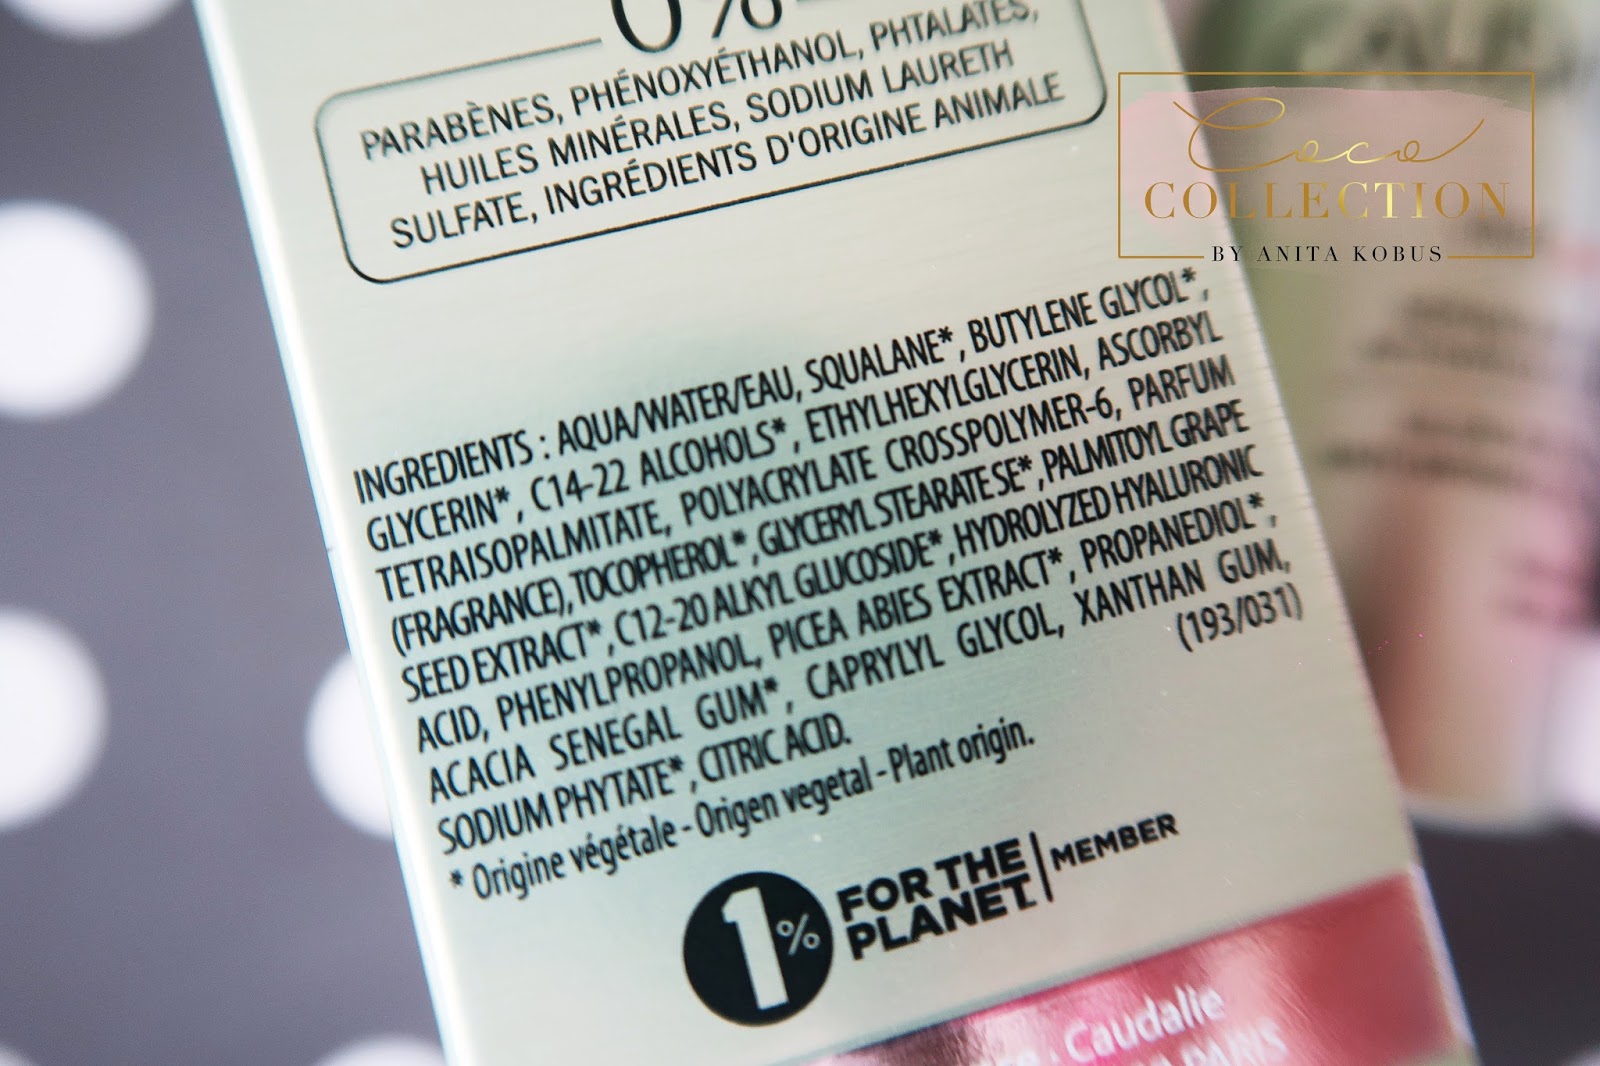 0%
PARABÈNES, PHÉNOXYÉTHANOL, PHTALATES,
HUILES MINÉRALES, SODIUM LAURETH
SULFATE, INGRÉDIENTS D'ORIGINE ANIMALE
Coco
COLLECTION
BY ANITA KOBUS
INGREDIENTS : AQUA/WATER/EAU, SQUALANE*, BUTYLENE GLYCOL*,
GLYCERIN*, C14-22 ALCOHOLS*, ETHYLHEXYLGLYCERIN, ASCORBYL
TETRAISOPALMITATE, POLYACRYLATE CROSSPOLYMER-6, PARFUM
(FRAGRANCE), TOCOPHEROL*, GLYCERYL STEARATE SE*, PALMITOYL GRAPE
SEED EXTRACT*, C12-20 ALKYL GLUCOSIDE*, HYDROLYZED HYALURONIC
ACID, PHENYLPROPANOL, PICEA ABIES EXTRACT*, PROPANEDIOL*,
ACACIA SENEGAL GUM*, CAPRYLYL GLYCOL, XANTHAN GUM,
SODIUM PHYTATE*, CITRIC ACID. (193/031)
* Origine végétale - Origen vegetal - Plant origin.
1% FOR THE
PLANET. MEMBER
- Caudalie
PARIS